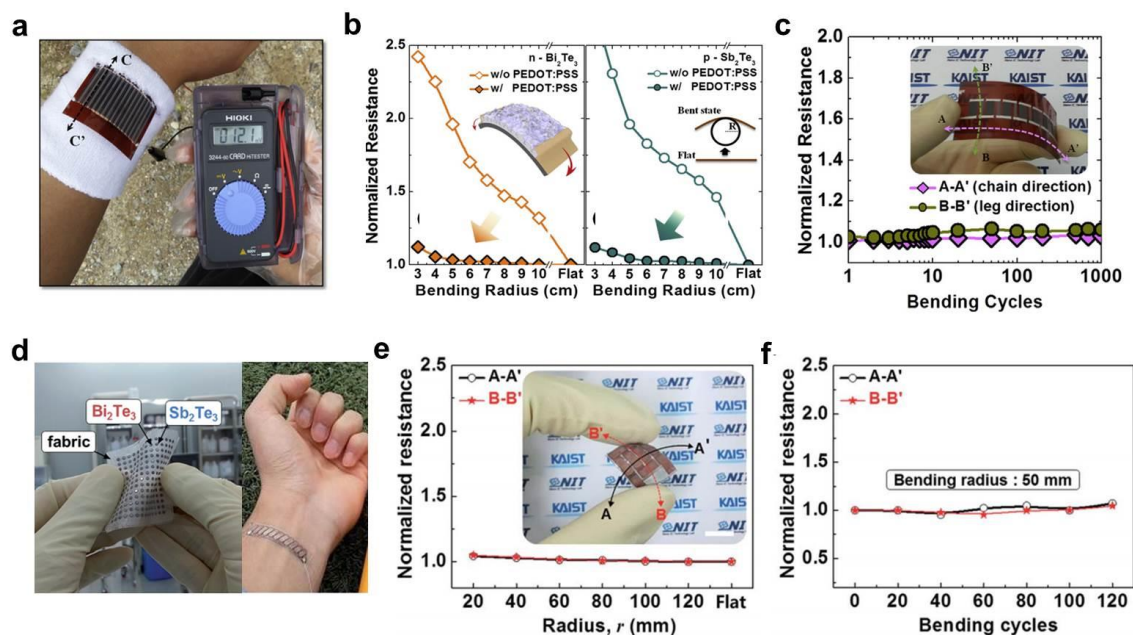 a
C
C'
HIOKI
012.1
3244-60 CARD HiTESTER
OFF
Ω
b
Normalized Resistance
2.5
2.0
1.5
1.0
n - Bi₂Te₃
w/o PEDOT:PSS
w/ PEDOT:PSS
3 4 5 6 7 8 9 10 Flat
Bending Radius (cm)
p - Sb₂Te₃
w/o PEDOT:PSS
w/ PEDOT:PSS
Bent state
R
Flat
3 4 5 6 7 8 9 10 Flat
Bending Radius (cm)
c
Normalized Resistance
2.0
1.8
1.6
1.4
1.2
1.0
NIT
KAIST
B'
A
A'
B
A-A' (chain direction)
B-B' (leg direction)
1 10 100 1000
Bending Cycles
d
Bi₂Te₃
Sb₂Te₃
fabric
e
Normalized resistance
2.5
2.0
1.5
1.0
A-A'
B-B'
NIT
KAIST
B'
A'
A
B
20 40 60 80 100 120 Flat
Radius, r (mm)
f
Normalized resistance
2.5
2.0
1.5
1.0
0.5
A-A'
B-B'
Bending radius : 50 mm
0 20 40 60 80 100 120
Bending cycles